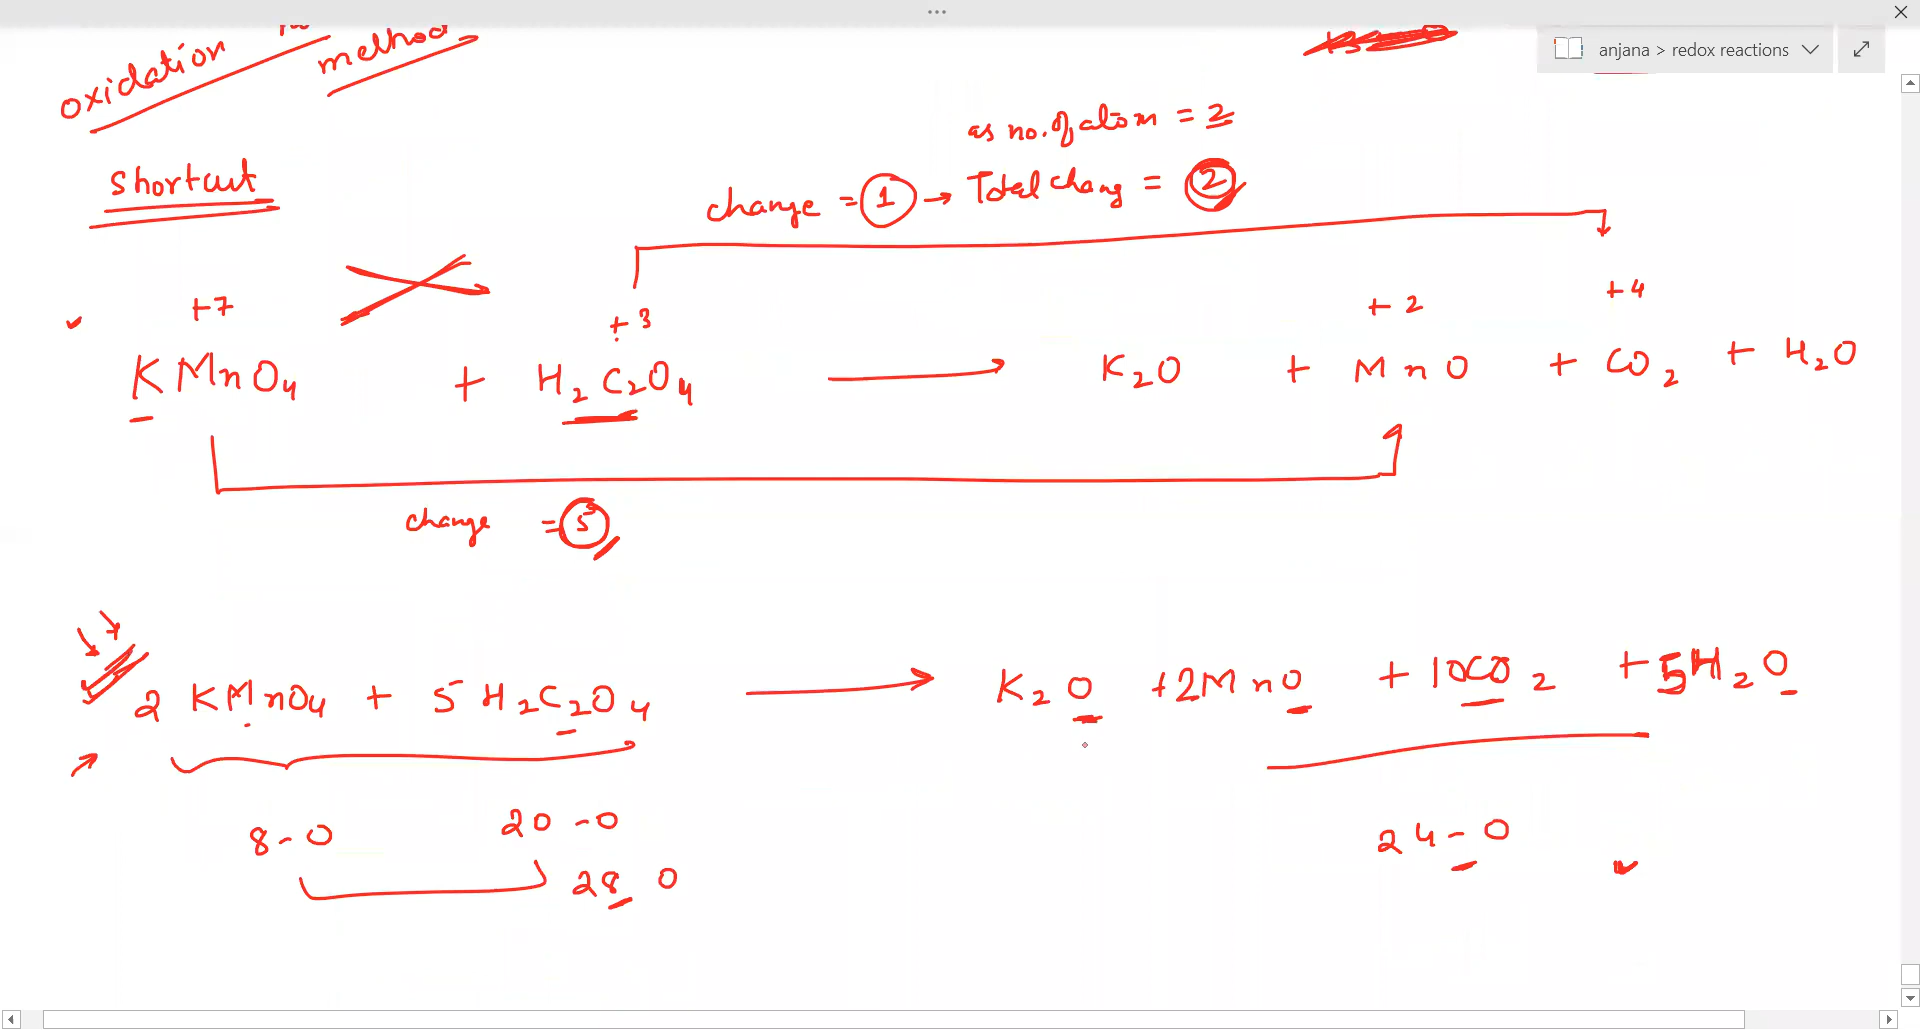 anjana > redox reactions
oxidation
method
Shortcut
as no. of atom = 2
change = 1 → Total chang = 2
+7
+3
+2
+4
KMnO₄ + H₂C₂O₄ → K₂O + MnO + CO₂ + H₂O
change = 5
2 KMnO₄ + 5 H₂C₂O₄ → K₂O + 2MnO + 10CO₂ + 5H₂O
8 - O
20 - O
28 O
24 - O